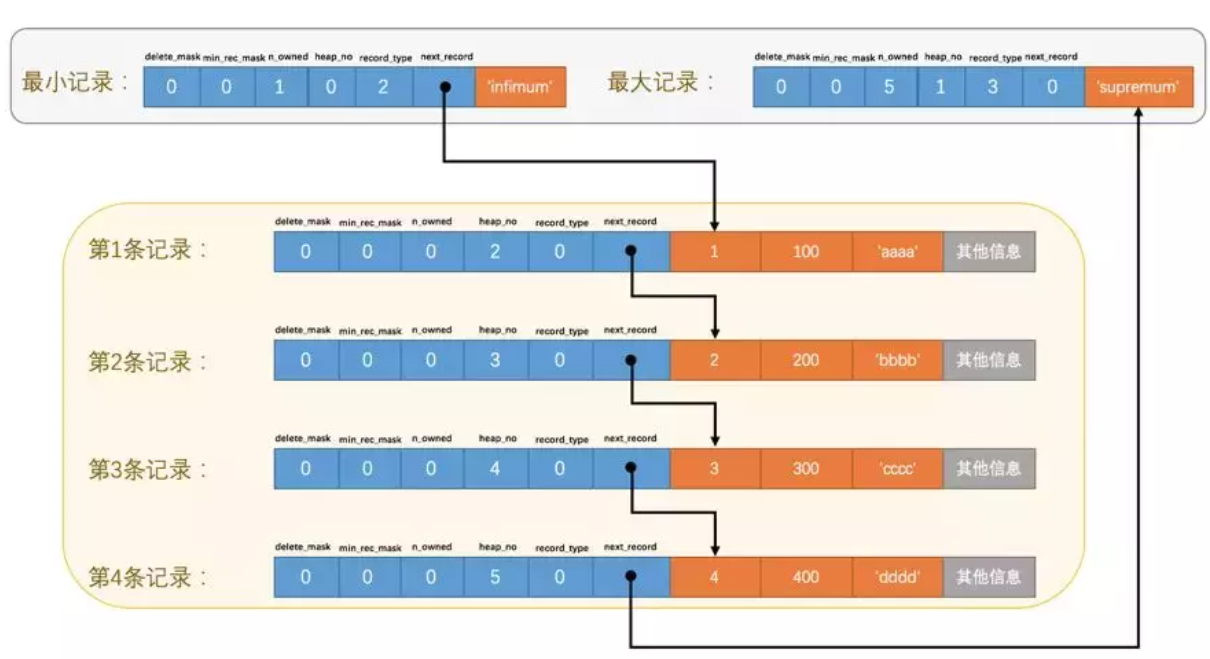 delete_mask min_rec_mask n_owned heap_no record_type next_record
最小记录： 0 0 1 0 2 'infimum'
delete_mask min_rec_mask n_owned heap_no record_type next_record
最大记录： 0 0 5 1 3 0 'supremum'
delete_mask min_rec_mask n_owned heap_no record_type next_record
第1条记录： 0 0 0 2 0 1 100 'aaaa' 其他信息
delete_mask min_rec_mask n_owned heap_no record_type next_record
第2条记录： 0 0 0 3 0 2 200 'bbbb' 其他信息
delete_mask min_rec_mask n_owned heap_no record_type next_record
第3条记录： 0 0 0 4 0 3 300 'cccc' 其他信息
delete_mask min_rec_mask n_owned heap_no record_type next_record
第4条记录： 0 0 0 5 0 4 400 'dddd' 其他信息